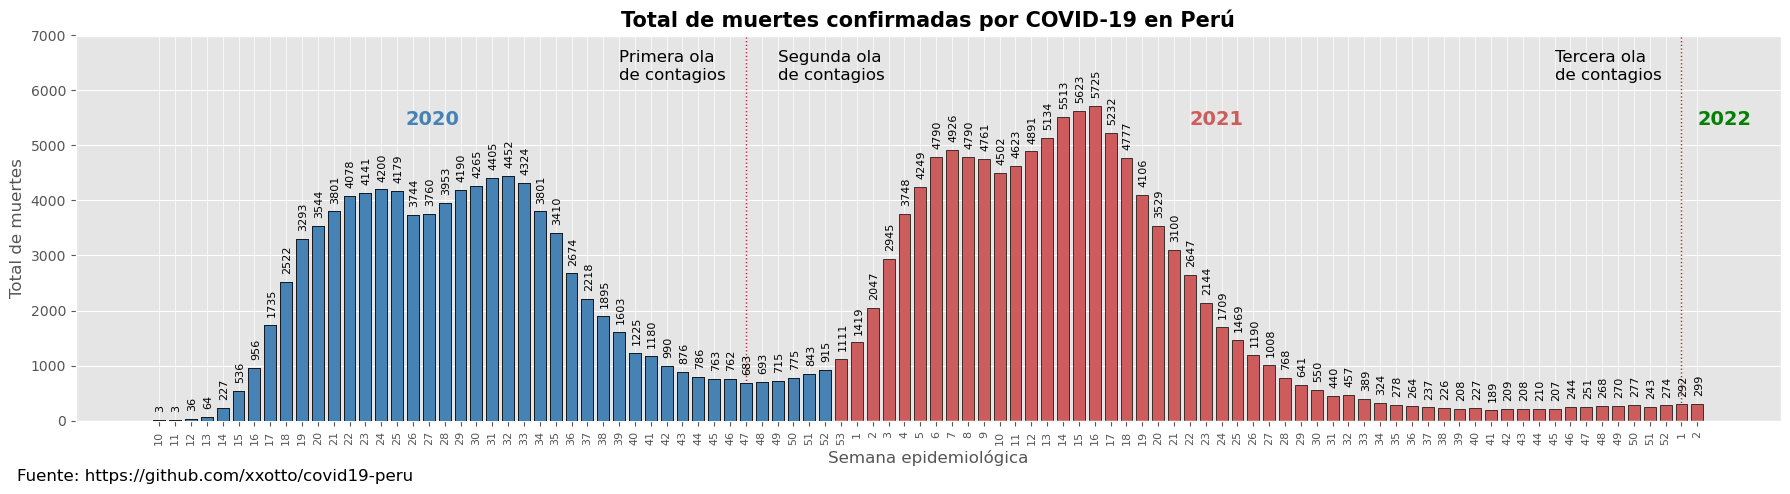 Total de muertes confirmadas por COVID-19 en Perú
7000
6000
5000
4000
3000
2000
1000
0
Total de muertes
Primera ola
de contagios
Segunda ola
de contagios
Tercera ola
de contagios
2020
2021
2022
3 3 36 64 227 536 956 1735 2522 3293 3544 3801 4078 4141 4200 4179 3744 3760 3953 4190 4265 4405 4452 4324 3801 3410 2674 2218 1895 1603 1225 1180 990 876 786 763 762 683 693 715 775 843 915 1111 1419 2047 2945 3748 4249 4790 4926 4790 4761 4502 4623 4891 5134 5513 5623 5725 5232 4777 4106 3529 3100 2647 2144 1709 1469 1190 1008 768 641 550 440 457 389 324 278 264 237 226 208 227 189 209 208 210 207 244 251 268 270 277 243 274 292 299
10 11 12 13 14 15 16 17 18 19 20 21 22 23 24 25 26 27 28 29 30 31 32 33 34 35 36 37 38 39 40 41 42 43 44 45 46 47 48 49 50 51 52 53 1 2 3 4 5 6 7 8 9 10 11 12 13 14 15 16 17 18 19 20 21 22 23 24 25 26 27 28 29 30 31 32 33 34 35 36 37 38 39 40 41 42 43 44 45 46 47 48 49 50 51 52 1 2
Semana epidemiológica
Fuente: https://github.com/xxotto/covid19-peru